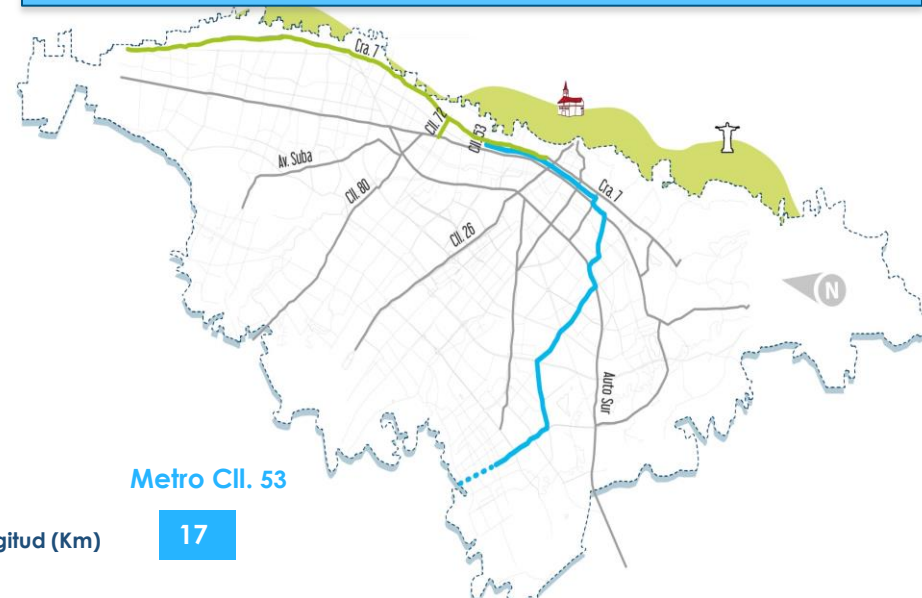 Cra. 7
Cll. 72
Cll. 53
Av. Suba
Cll. 80
Cra. 7
Cll. 26
N
Auto Sur
Metro Cll. 53
gitud (Km)
17